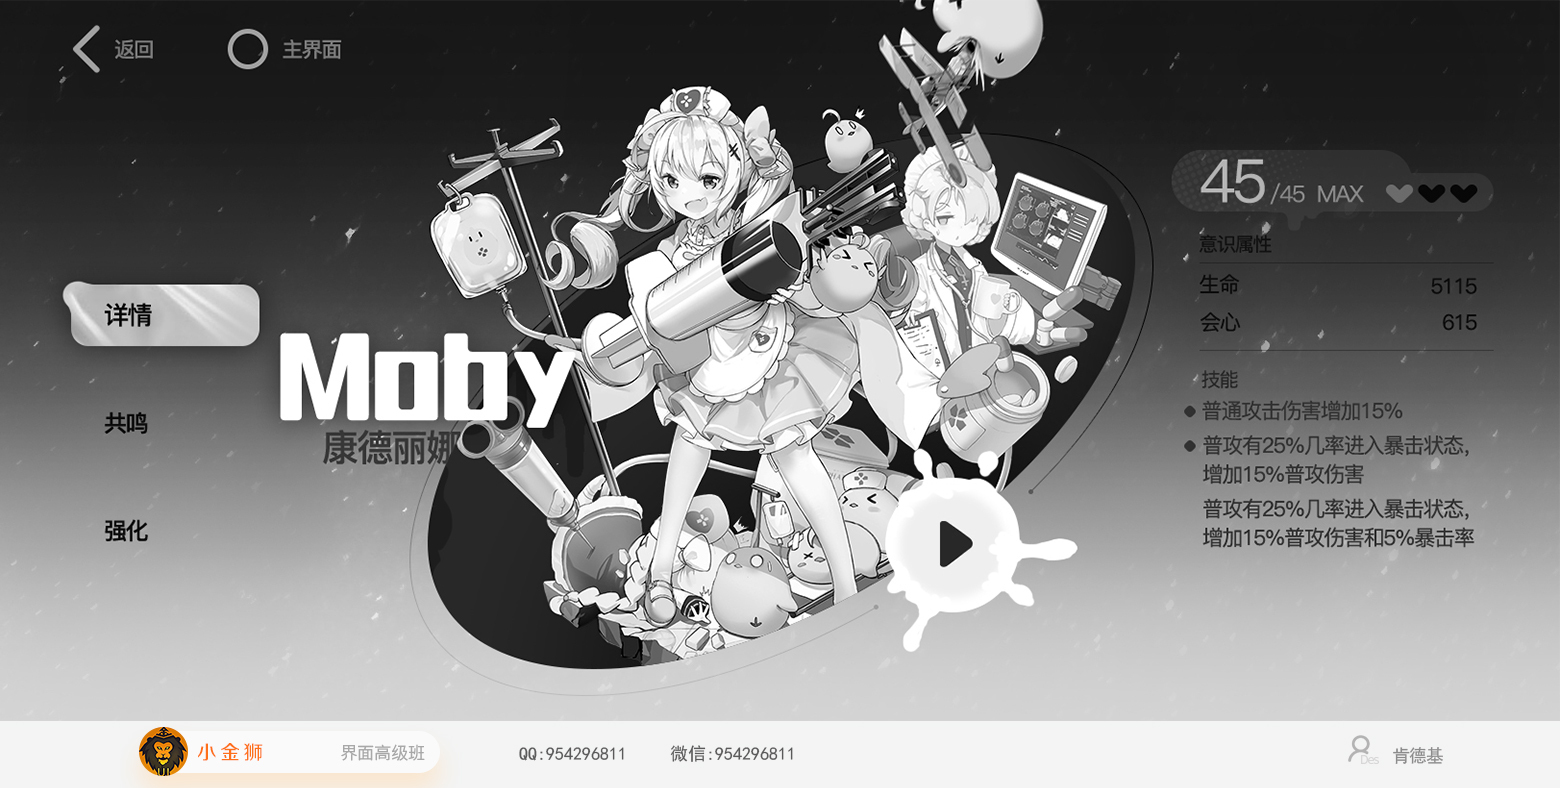 返回
主界面
45/45 MAX
意识属性
生命 5115
会心 615
详情
技能
Moby
普通攻击伤害增加15%
共鸣
康德丽娜
普攻有25%几率进入暴击状态,
增加15%普攻伤害
普攻有25%几率进入暴击状态,
强化
增加15%普攻伤害和5%暴击率
小金狮
界面高级班
QQ:954296811
微信:954296811
Des
肯德基